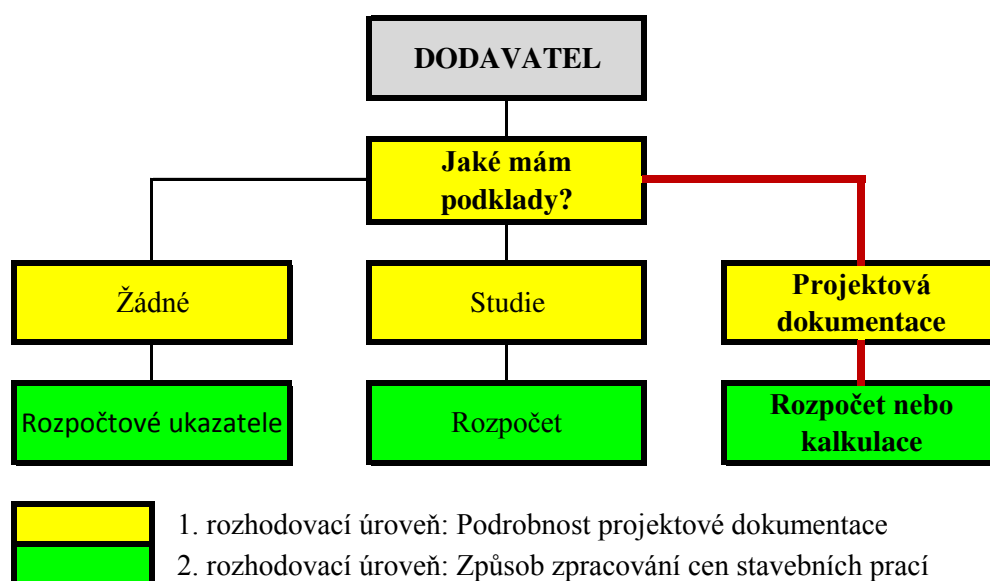 DODAVATEL
Jaké mám
podklady?
Žádné
Studie
Projektová
dokumentace
Rozpočtové ukazatele
Rozpočet
Rozpočet nebo
kalkulace
1. rozhodovací úroveň: Podrobnost projektové dokumentace
2. rozhodovací úroveň: Způsob zpracování cen stavebních prací